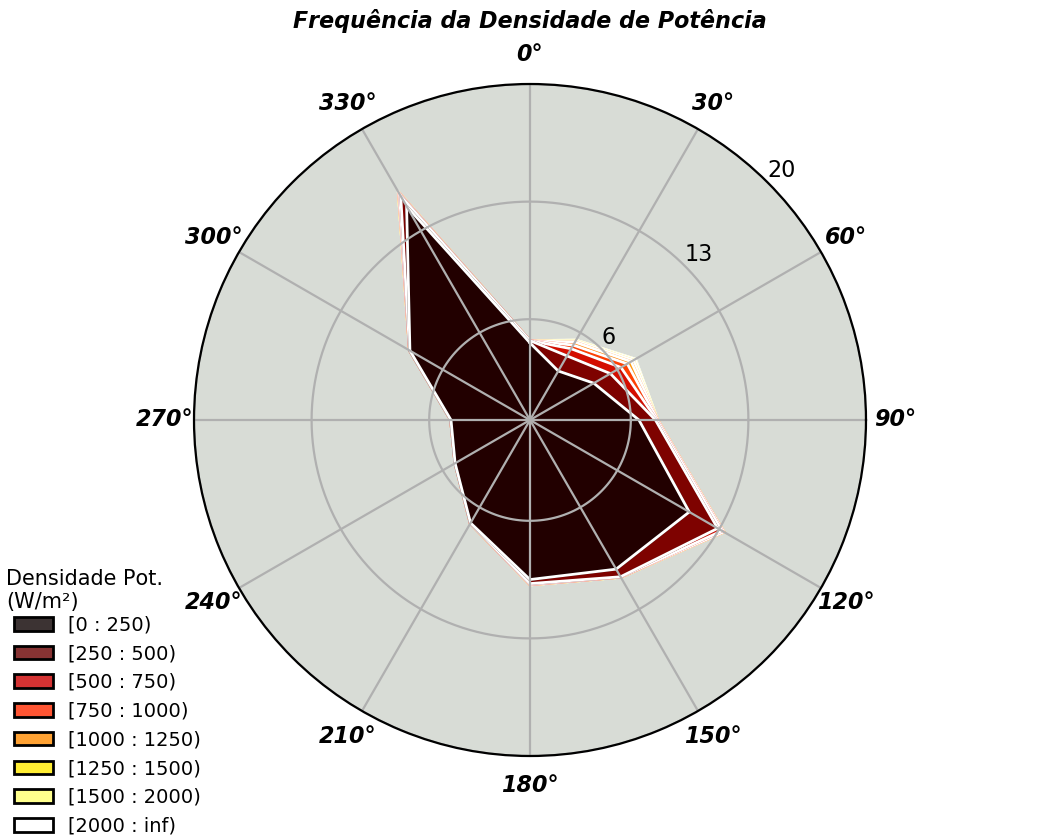 Frequência da Densidade de Potência
0°
330°
30°
20
300°
60°
13
6
270°
90°
240°
120°
210°
150°
180°
Densidade Pot.
(W/m²)
[0 : 250)
[250 : 500)
[500 : 750)
[750 : 1000)
[1000 : 1250)
[1250 : 1500)
[1500 : 2000)
[2000 : inf)